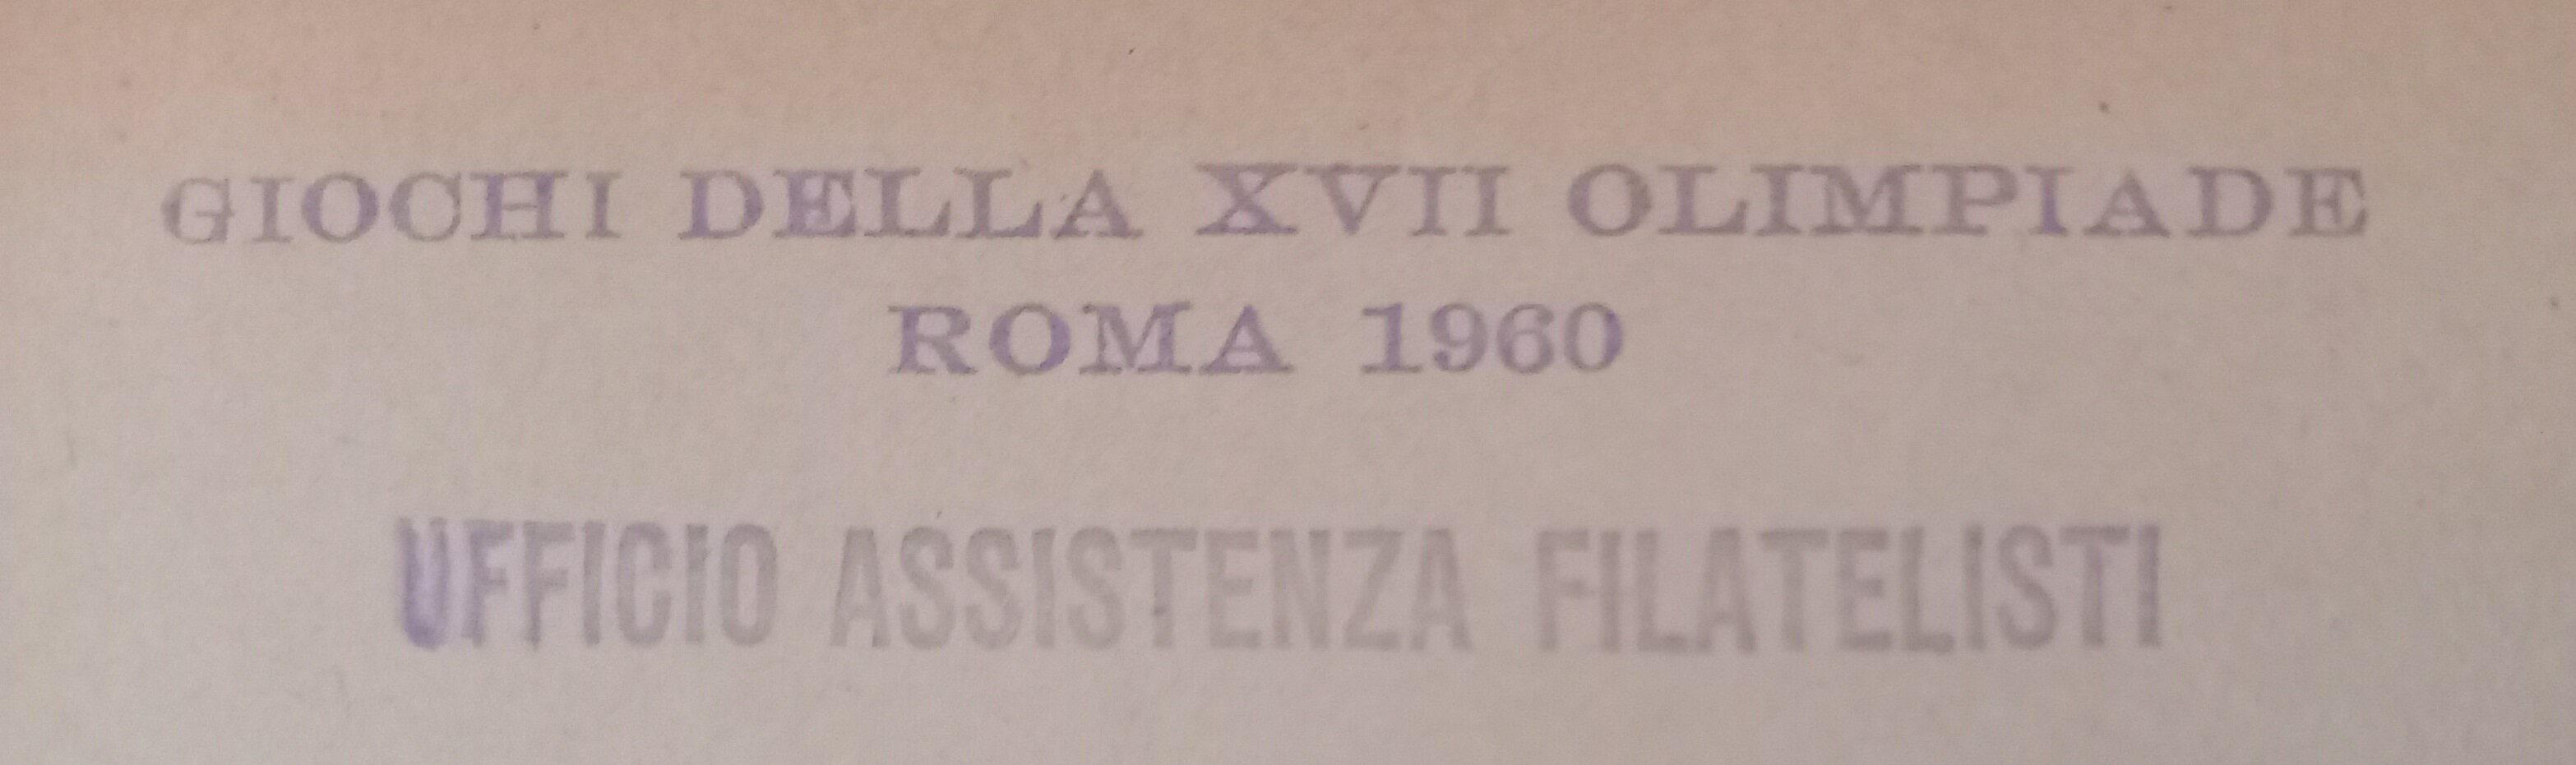 GIOCHI DELLA XVII OLIMPIADE
ROMA 1960
UFFICIO ASSISTENZA FILATELISTI